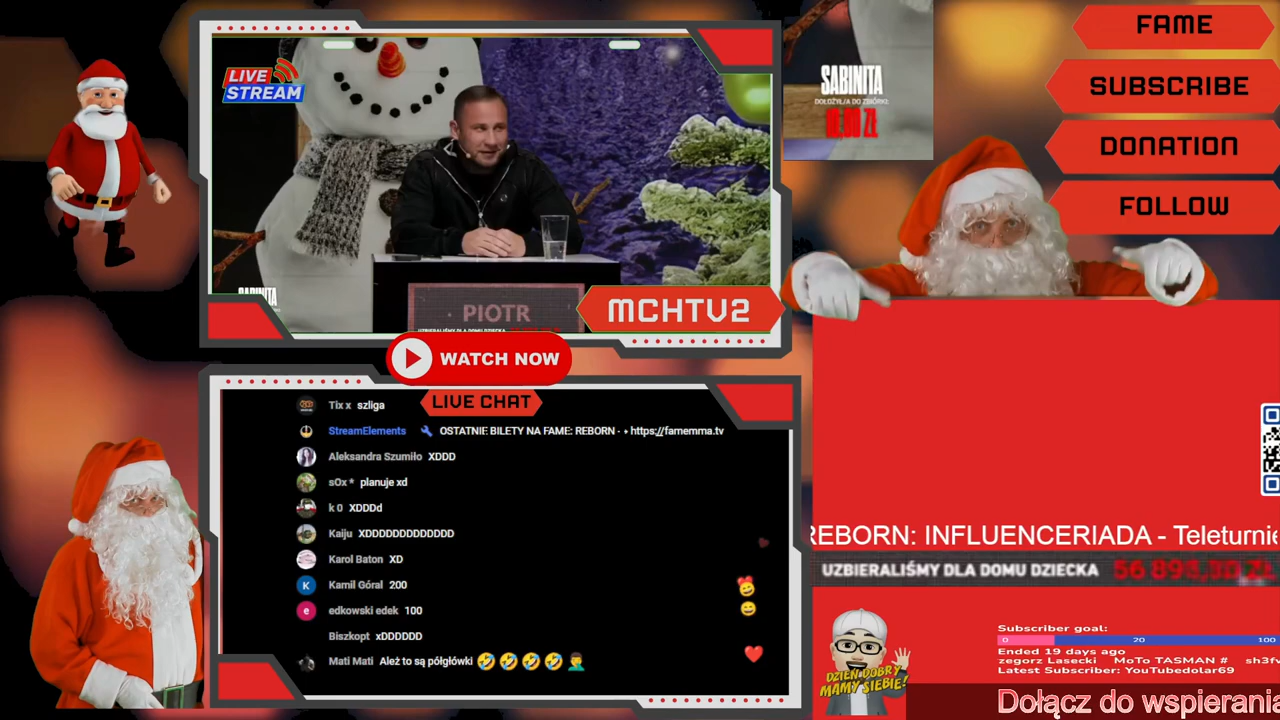 LIVE
STREAM
SABINITA
PIOTR
MCHTV2
WATCH NOW
SABINITA
DOŁOŻYŁ/A DO ZBIÓRKI:
FAME
SUBSCRIBE
DONATION
FOLLOW
LIVE CHAT
Tix x szliga
StreamElements OSTATNIE BILETY NA FAME: REBORN - • https://famemma.tv
Aleksandra Szumiło XDDD
sOx * planuje xd
k 0 XDDDd
Kaiju XDDDDDDDDDDDDD
Karol Baton XD
K Kamil Góral 200
e edkowski edek 100
Biszkopt xDDDDDD
Mati Mati Ależ to są półgłówki 🤣 🤣 🤣 🤣 🤦‍♂️
REBORN: INFLUENCERIADA - Teleturnie
UZBIERALIŚMY DLA DOMU DZIECKA
DZIEŃ DOBRY
MAMY SIEBIE!
Subscriber goal:
0 20 100
Ended 19 days ago
zegorz Lasecki MoTo TASMAN # sh3fv
Latest Subscriber: YouTubedolar69
Dołącz do wspierania